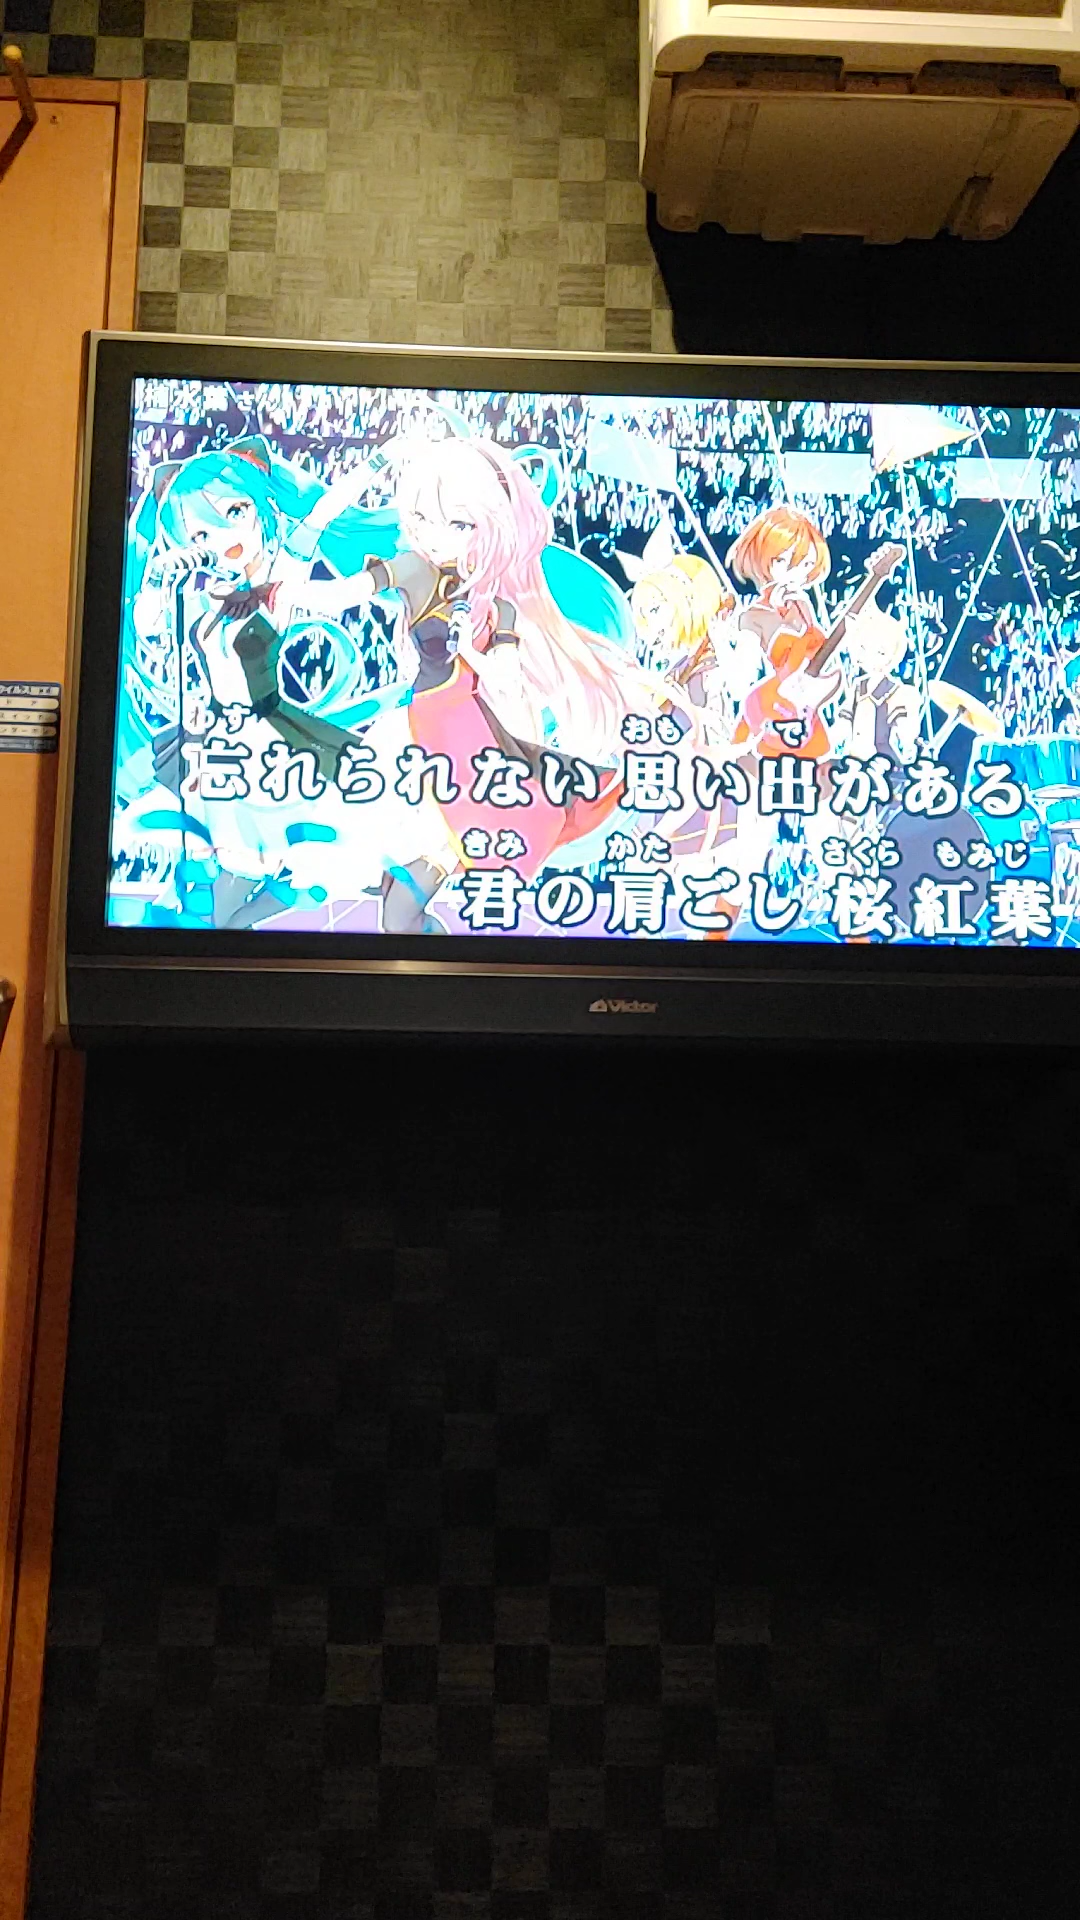 わす
おも で
忘れられない 思い出がある
きみ かた さくら もみじ
君の肩ごし 桜紅葉
Victor